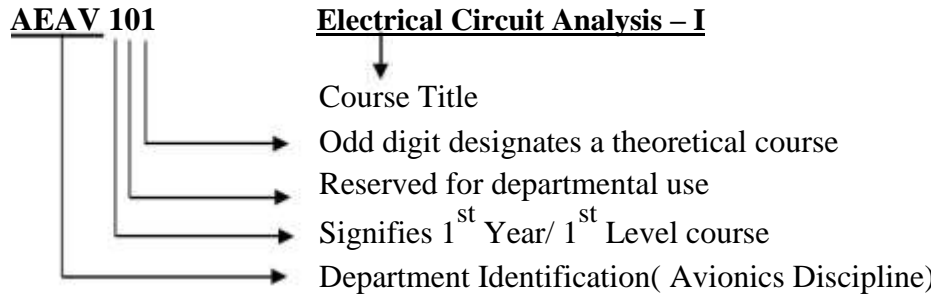 AEAV 101 Electrical Circuit Analysis – I
Course Title
Odd digit designates a theoretical course
Reserved for departmental use
Signifies 1st Year/ 1st Level course
Department Identification( Avionics Discipline)